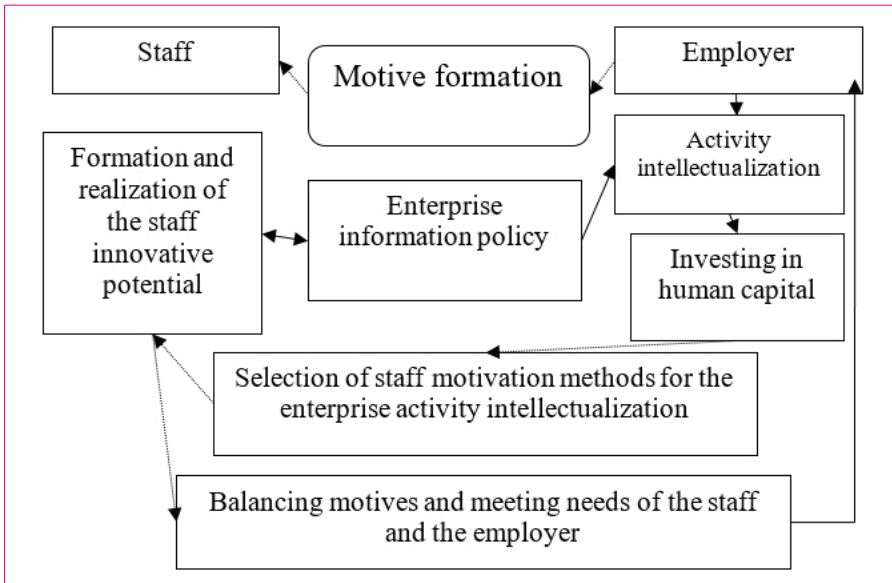 Staff
Motive formation
Employer
Formation and
realization of
the staff
innovative
potential
Enterprise
information policy
Activity
intellectualization
Investing in
human capital
Selection of staff motivation methods for the
enterprise activity intellectualization
Balancing motives and meeting needs of the staff
and the employer